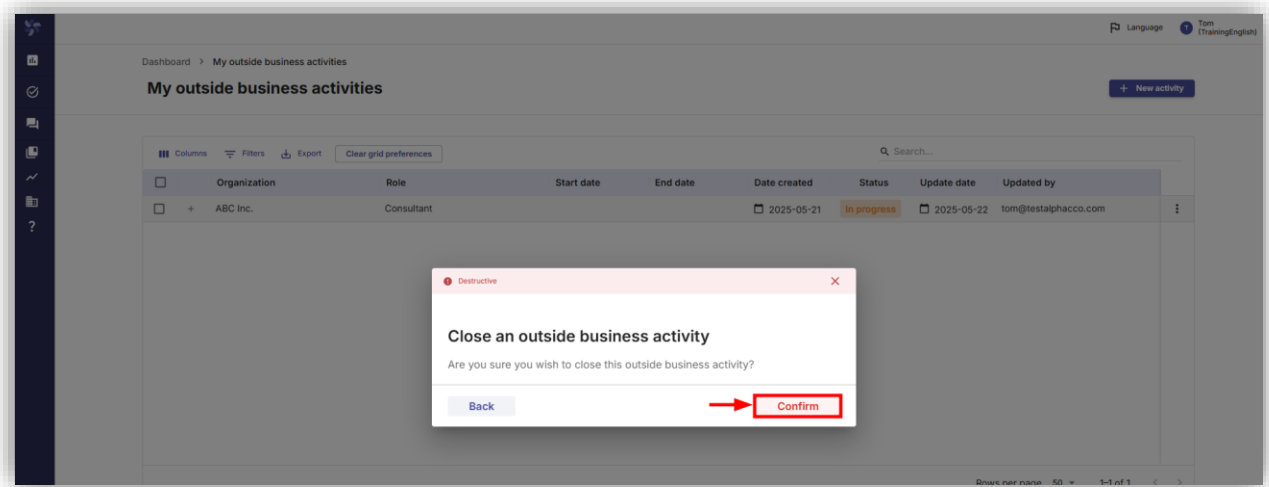 Language
T
Tom
(TrainingEnglish)
Dashboard > My outside business activities
My outside business activities
+ New activity
Columns Filters Export Clear grid preferences Search...
Organization Role Start date End date Date created Status Update date Updated by
+ ABC Inc. Consultant 2025-05-21 In progress 2025-05-22 tom@testalphacco.com
Destructive
Close an outside business activity
Are you sure you wish to close this outside business activity?
Back Confirm
Rows per page 50 1–1 of 1